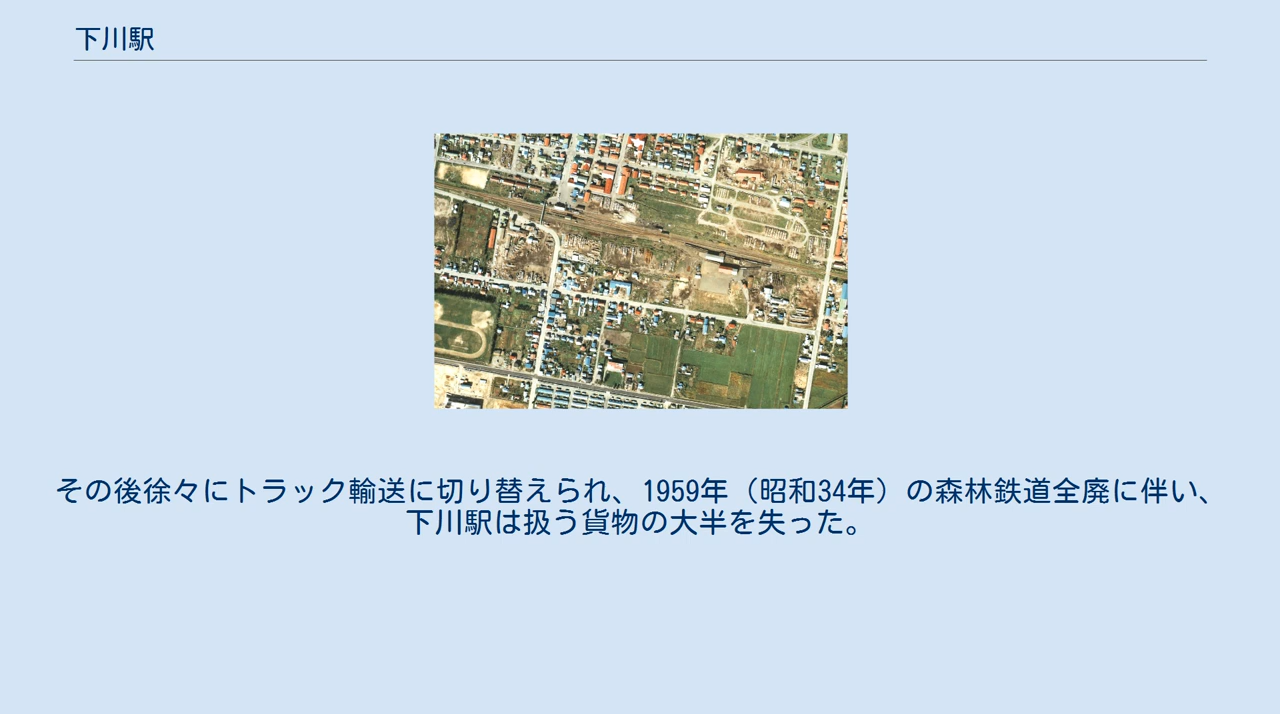 下川駅
その後徐々にトラック輸送に切り替えられ、1959年（昭和34年）の森林鉄道全廃に伴い、
下川駅は扱う貨物の大半を失った。